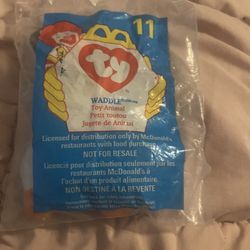 11
ty
WADDLE
Toy Animal
Petit toutou
Juguete de Animal
Licensed for distribution only by McDonald's
restaurants with food purchase.
NOT FOR RESALE
Licencié pour distribution seulement par les
restaurants McDonald's à
l'achat d'un produit alimentaire.
NON DESTINÉ À LA REVENTE